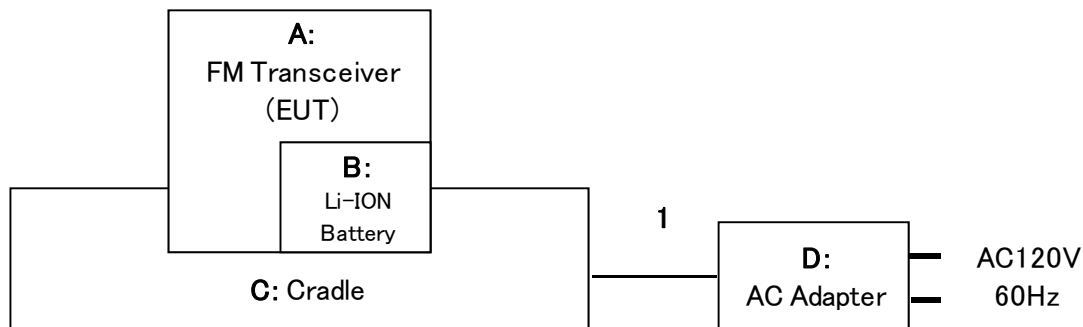 A:
FM Transceiver
(EUT)
B:
Li-ION
Battery
C: Cradle
1
D:
AC Adapter
AC120V
60Hz